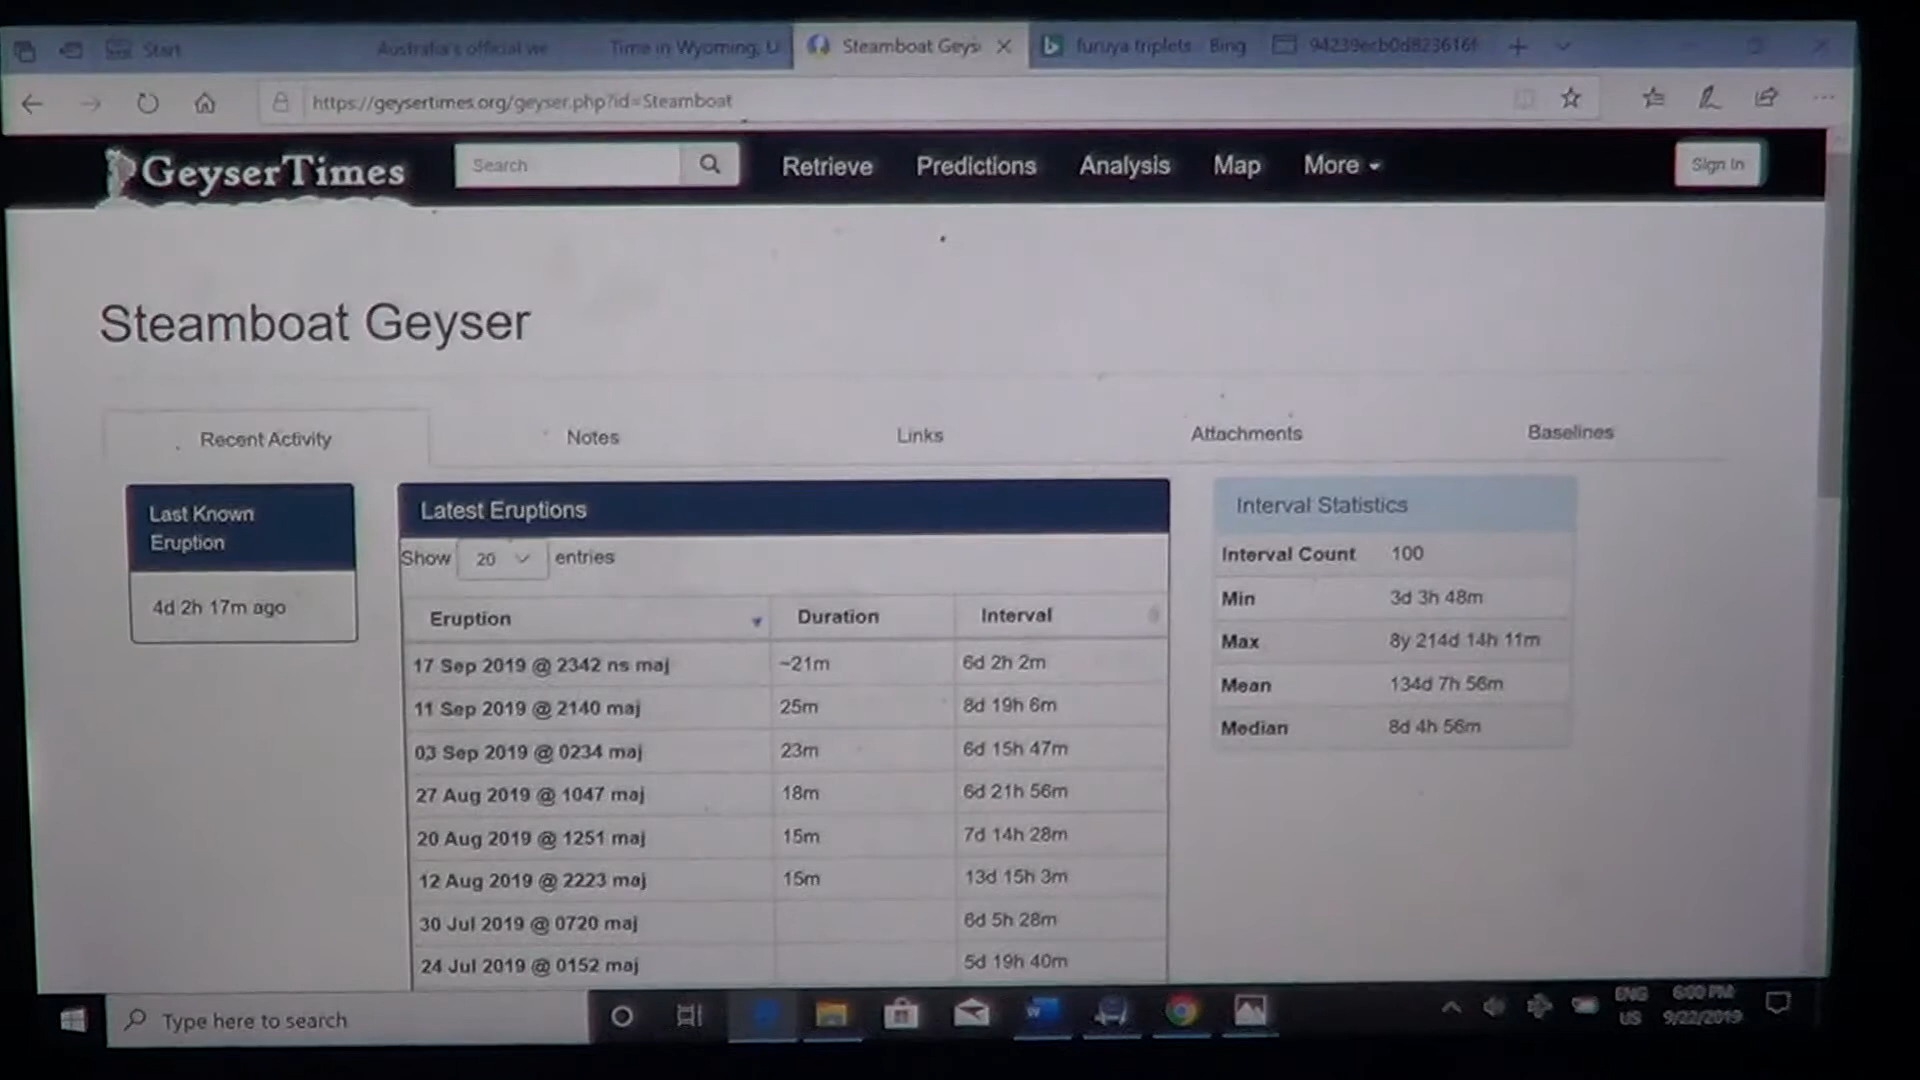 Start
Australia's official we
Time in Wyoming, U
Steamboat Geys
furuya triplets - Bing
94239ecb0d823616f
https://geysertimes.org/geyser.php?id=Steamboat
GeyserTimes
Search
Retrieve
Predictions
Analysis
Map
More
Sign In
Steamboat Geyser
Recent Activity
Notes
Links
Attachments
Baselines
Last Known
Eruption
4d 2h 17m ago
Latest Eruptions
Show 20 entries
Eruption Duration Interval
17 Sep 2019 @ 2342 ns maj ~21m 6d 2h 2m
11 Sep 2019 @ 2140 maj 25m 8d 19h 6m
03 Sep 2019 @ 0234 maj 23m 6d 15h 47m
27 Aug 2019 @ 1047 maj 18m 6d 21h 56m
20 Aug 2019 @ 1251 maj 15m 7d 14h 28m
12 Aug 2019 @ 2223 maj 15m 13d 15h 3m
30 Jul 2019 @ 0720 maj 6d 5h 28m
24 Jul 2019 @ 0152 maj 5d 19h 40m
Interval Statistics
Interval Count 100
Min 3d 3h 48m
Max 8y 214d 14h 11m
Mean 134d 7h 56m
Median 8d 4h 56m
Type here to search
ENG
US
6:00 PM
9/22/2019